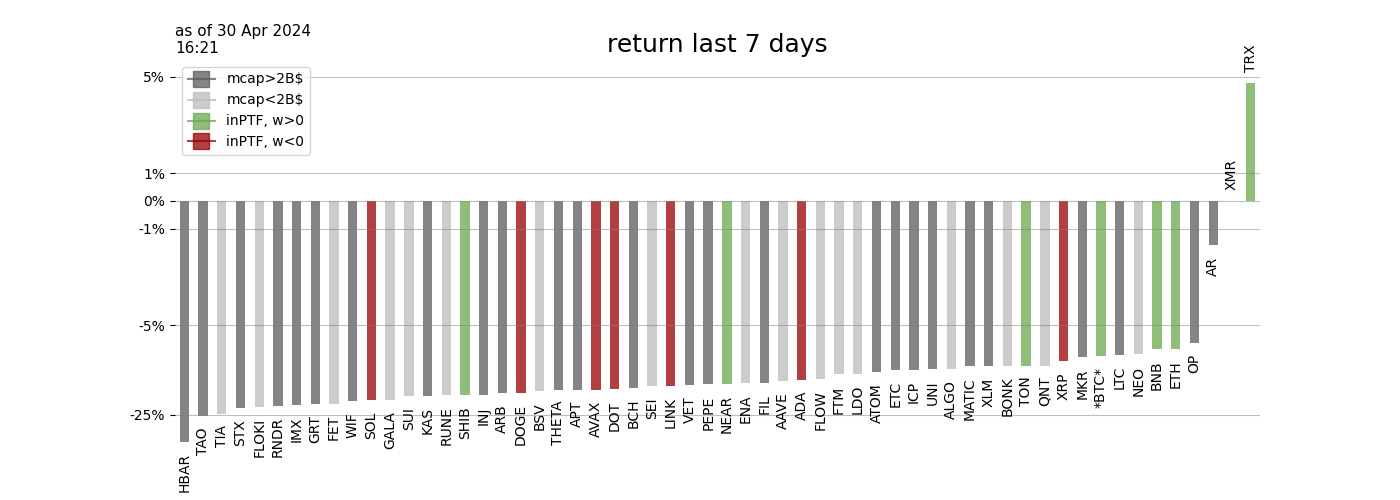 as of 30 Apr 2024
16:21
return last 7 days
mcap>2B$
mcap<2B$
inPTF, w>0
inPTF, w<0
5%
1%
0%
-1%
-5%
-25%
HBAR
TAO
TIA
STX
FLOKI
RNDR
IMX
GRT
FET
WIF
SOL
GALA
SUI
KAS
RUNE
SHIB
INJ
ARB
DOGE
BSV
THETA
APT
AVAX
DOT
BCH
SEI
LINK
VET
PEPE
NEAR
ENA
FIL
AAVE
ADA
FLOW
FTM
LDO
ATOM
ETC
ICP
UNI
ALGO
MATIC
XLM
BONK
TON
QNT
XRP
MKR
*BTC*
LTC
NEO
BNB
ETH
OP
AR
XMR
TRX